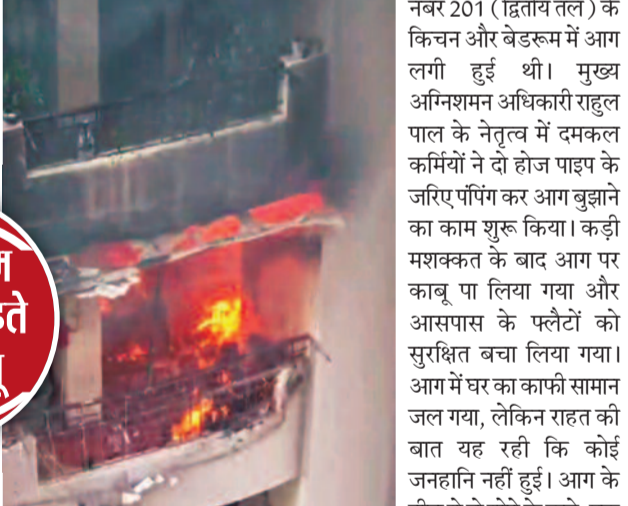 म
ते
नंबर 201 (द्वितीय तल) के
किचन और बेडरूम में आग
लगी हुई थी। मुख्य
अग्निशमन अधिकारी राहुल
पाल के नेतृत्व में दमकल
कर्मियों ने दो होज पाइप के
जरिए पंपिंग कर आग बुझाने
का काम शुरू किया। कड़ी
मशक्कत के बाद आग पर
काबू पा लिया गया और
आसपास के फ्लैटों को
सुरक्षित बचा लिया गया।
आग में घर का काफी सामान
जल गया, लेकिन राहत की
बात यह रही कि कोई
जनहानि नहीं हुई। आग के